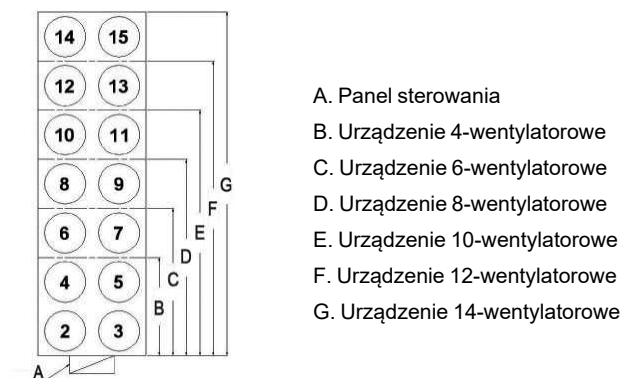 14 15
12 13
10 11
8 9
G
F
E
6 7
D
C
4 5
B
2 3
A
A. Panel sterowania
B. Urządzenie 4-wentylatorowe
C. Urządzenie 6-wentylatorowe
D. Urządzenie 8-wentylatorowe
E. Urządzenie 10-wentylatorowe
F. Urządzenie 12-wentylatorowe
G. Urządzenie 14-wentylatorowe